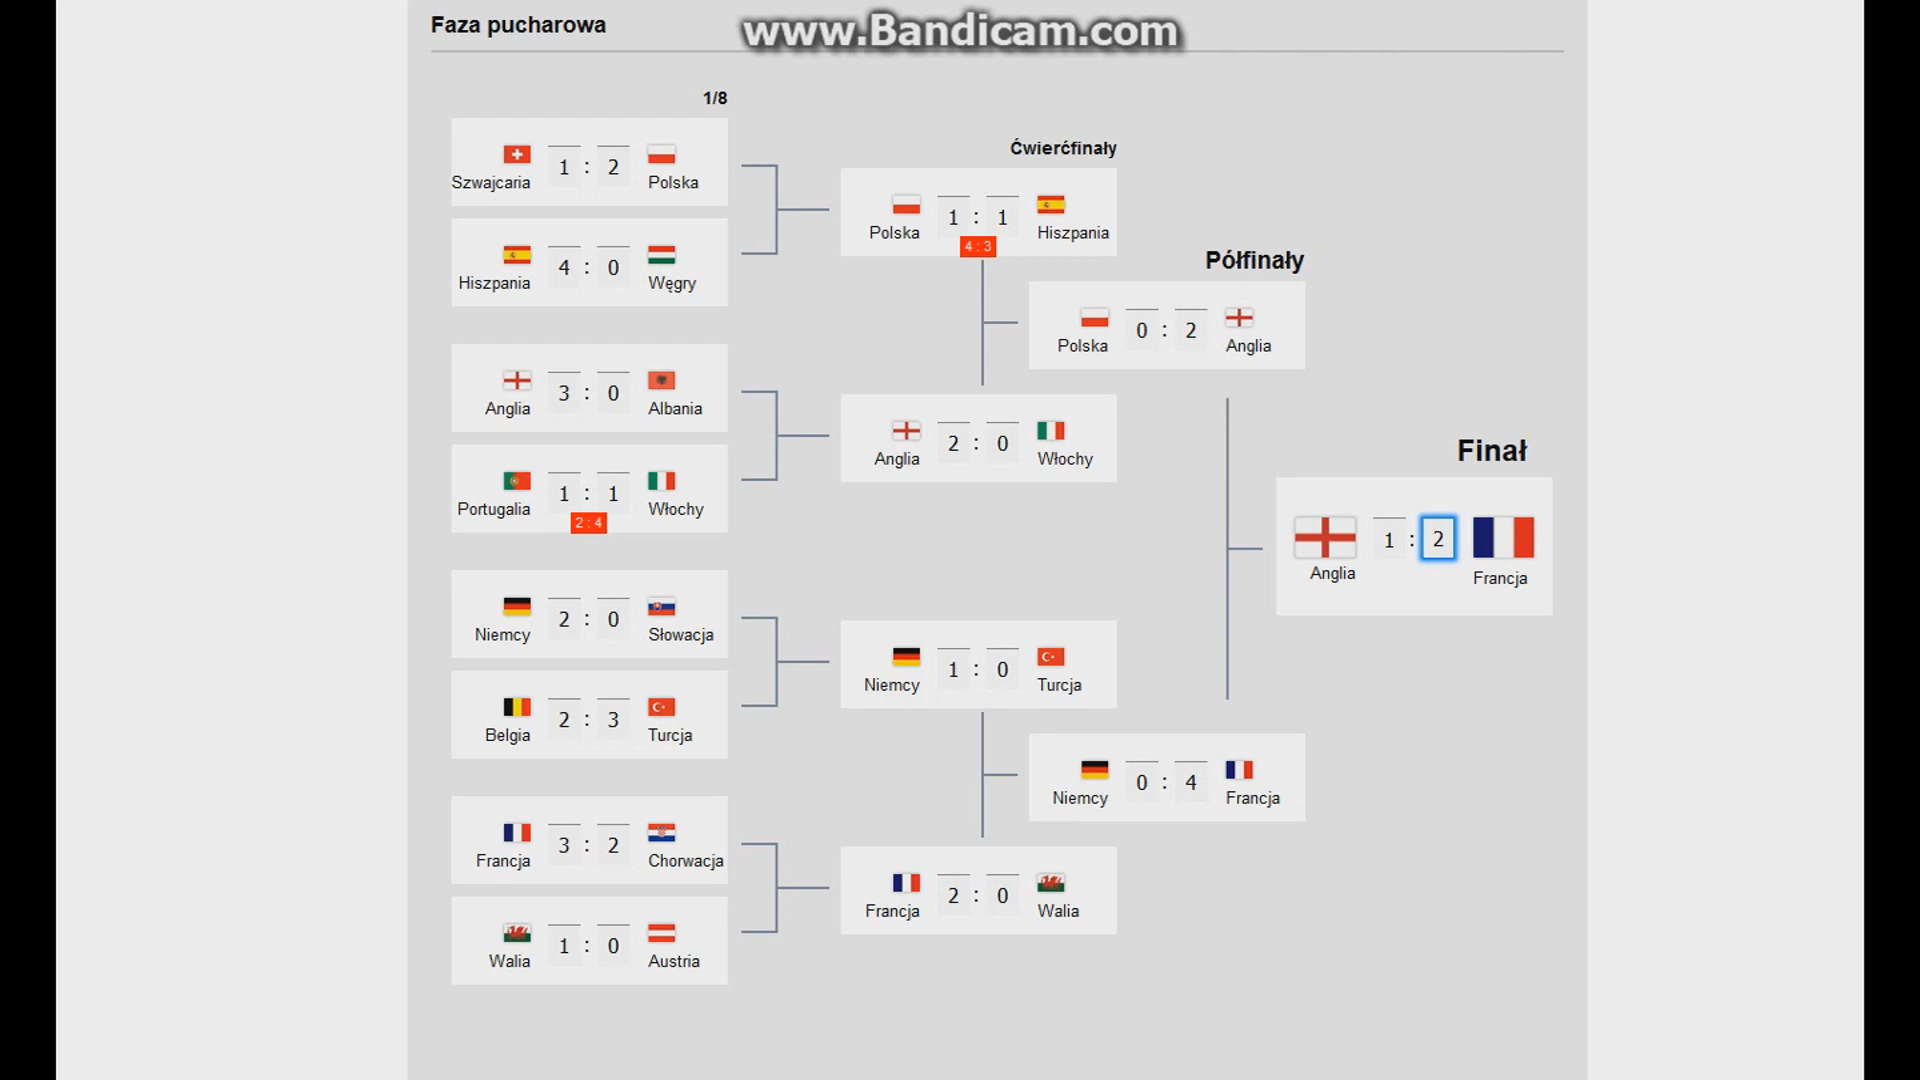 Faza pucharowa
www.Bandicam.com
1/8
Szwajcaria 1 : 2 Polska
Hiszpania 4 : 0 Węgry
Anglia 3 : 0 Albania
Portugalia 1 : 1 Włochy
2 : 4
Niemcy 2 : 0 Słowacja
Belgia 2 : 3 Turcja
Francja 3 : 2 Chorwacja
Walia 1 : 0 Austria
Ćwierćfinały
Polska 1 : 1 Hiszpania
4 : 3
Anglia 2 : 0 Włochy
Niemcy 1 : 0 Turcja
Francja 2 : 0 Walia
Półfinały
Polska 0 : 2 Anglia
Niemcy 0 : 4 Francja
Finał
Anglia 1 : 2 Francja